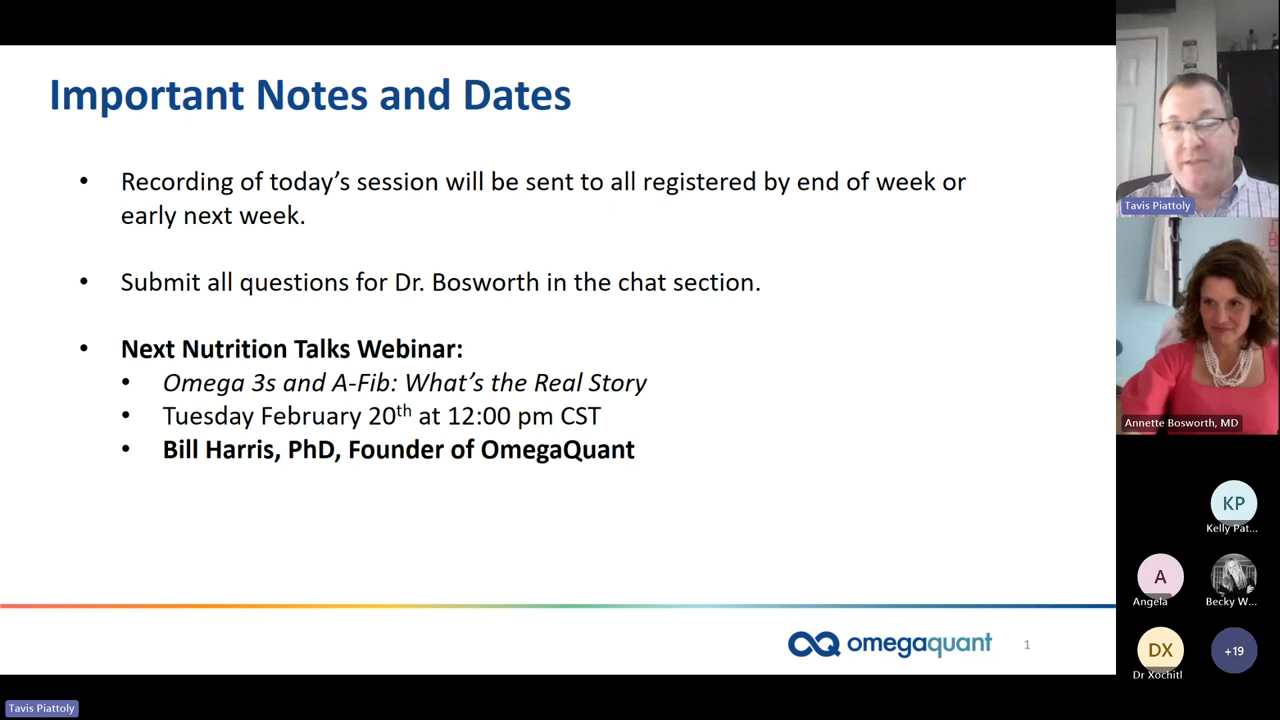 Important Notes and Dates
• Recording of today's session will be sent to all registered by end of week or
early next week.
• Submit all questions for Dr. Bosworth in the chat section.
• Next Nutrition Talks Webinar:
• Omega 3s and A-Fib: What's the Real Story
• Tuesday February 20th at 12:00 pm CST
• Bill Harris, PhD, Founder of OmegaQuant
omegaquant
1
Tavis Piattoly
Annette Bosworth, MD
KP
Kelly Pat...
A
Angela
Becky W...
DX
Dr Xochitl
+19
Tavis Piattoly